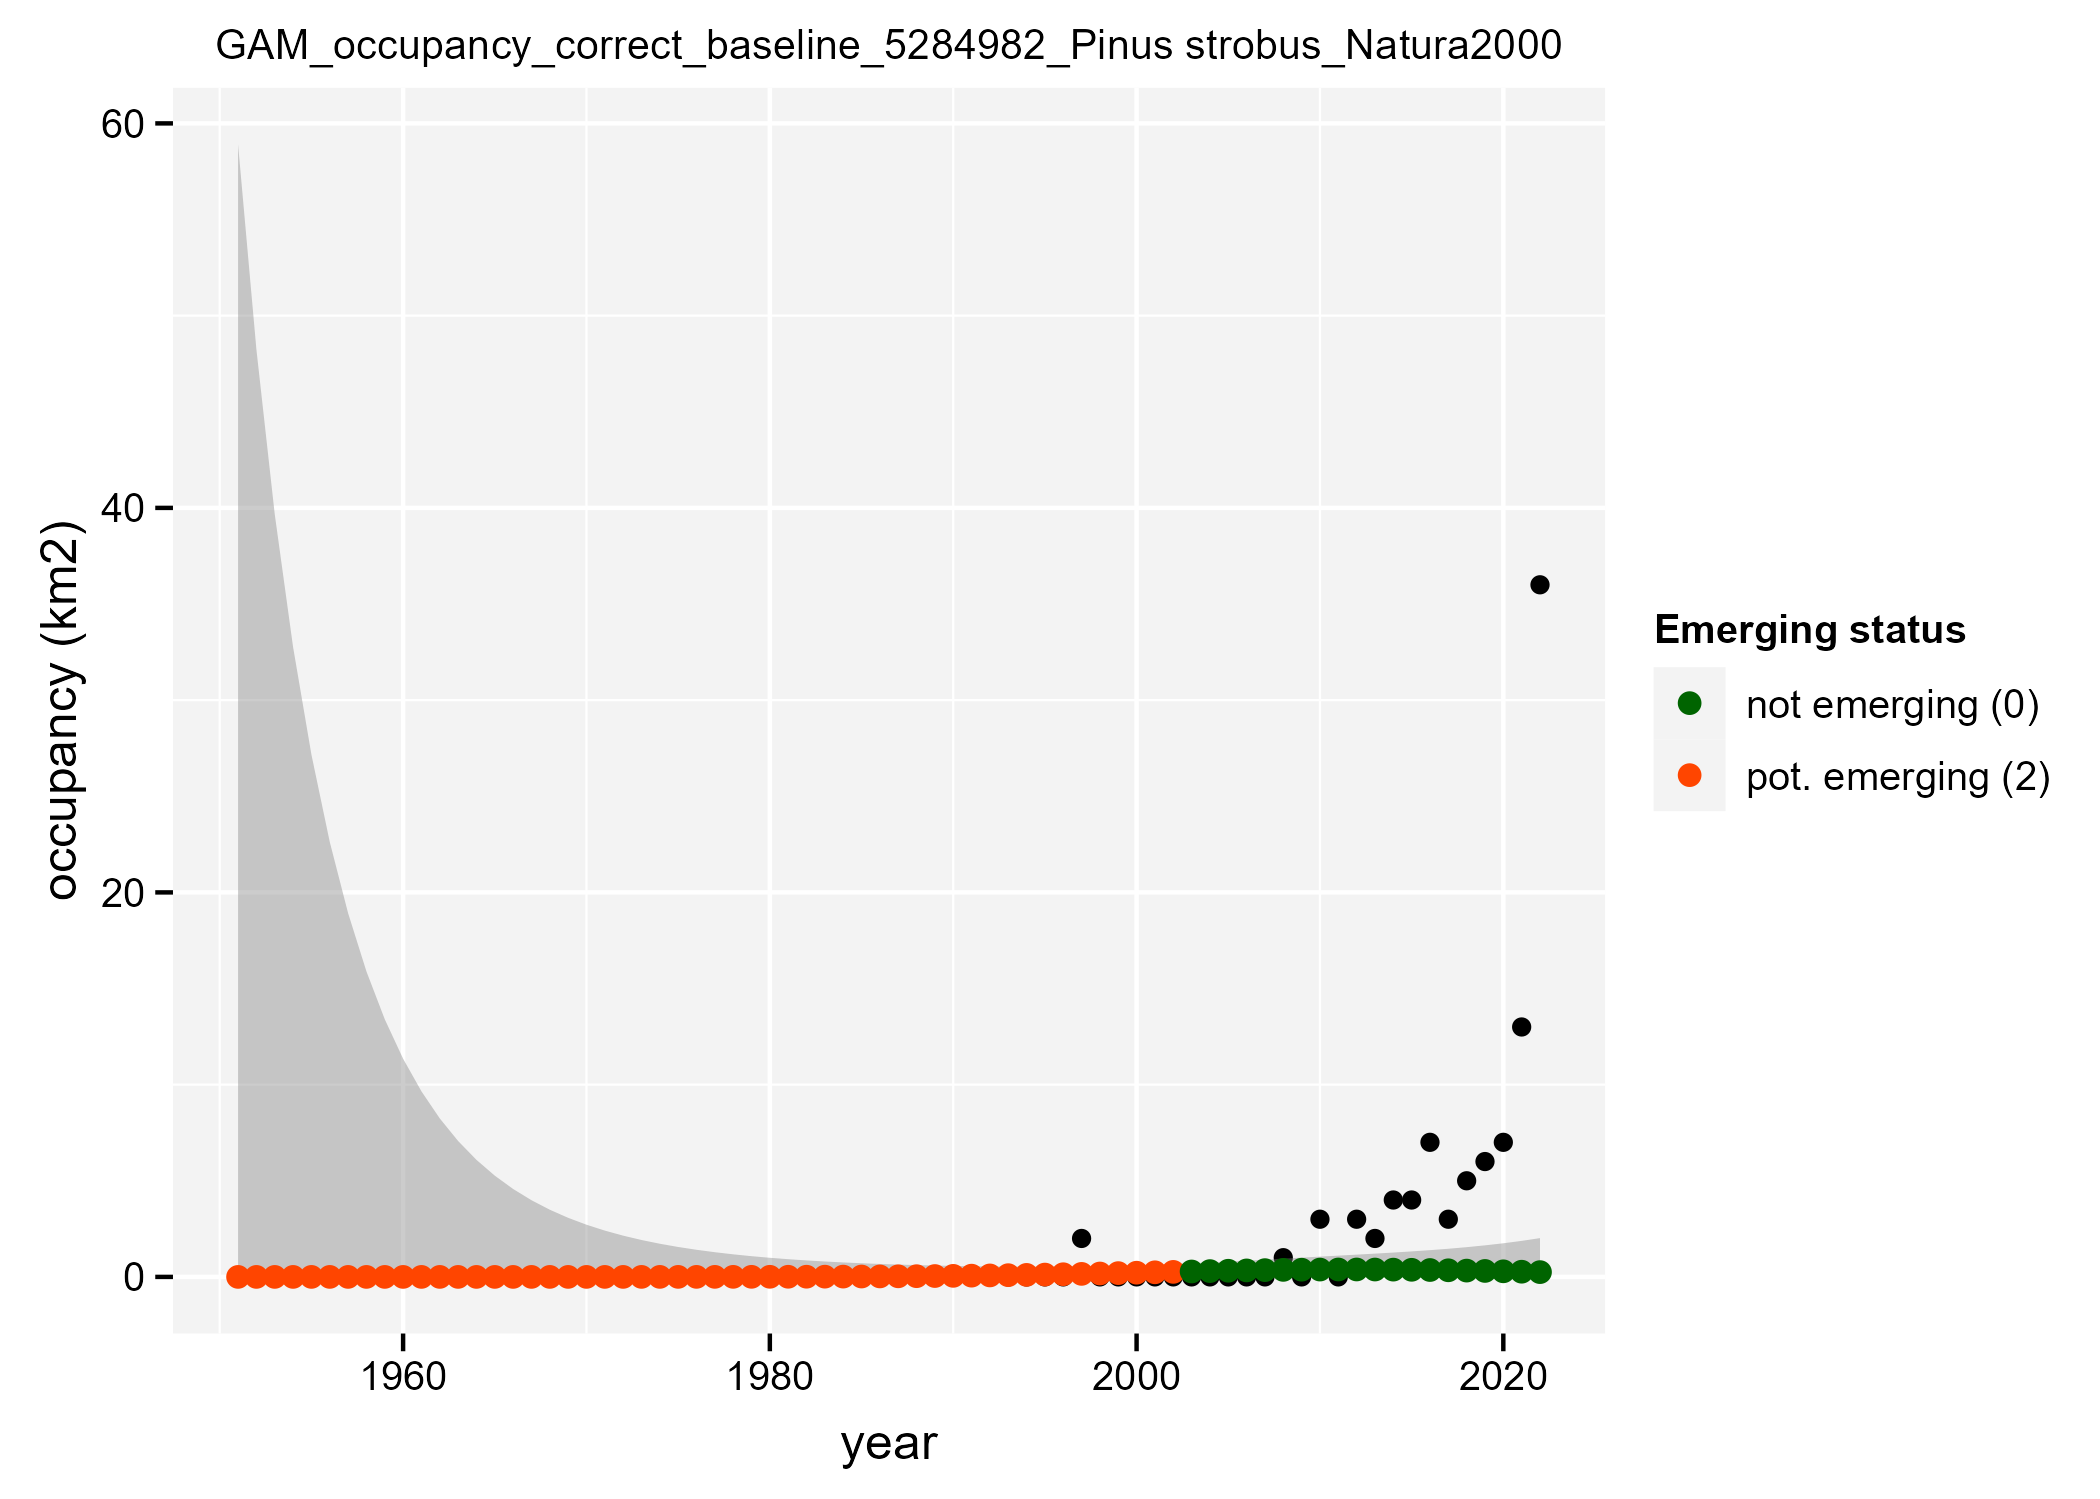 GAM_occupancy_correct_baseline_5284982_Pinus strobus_Natura2000
60
40
20
0
occupancy (km2)
1960
1980
2000
2020
year
Emerging status
not emerging (0)
pot. emerging (2)